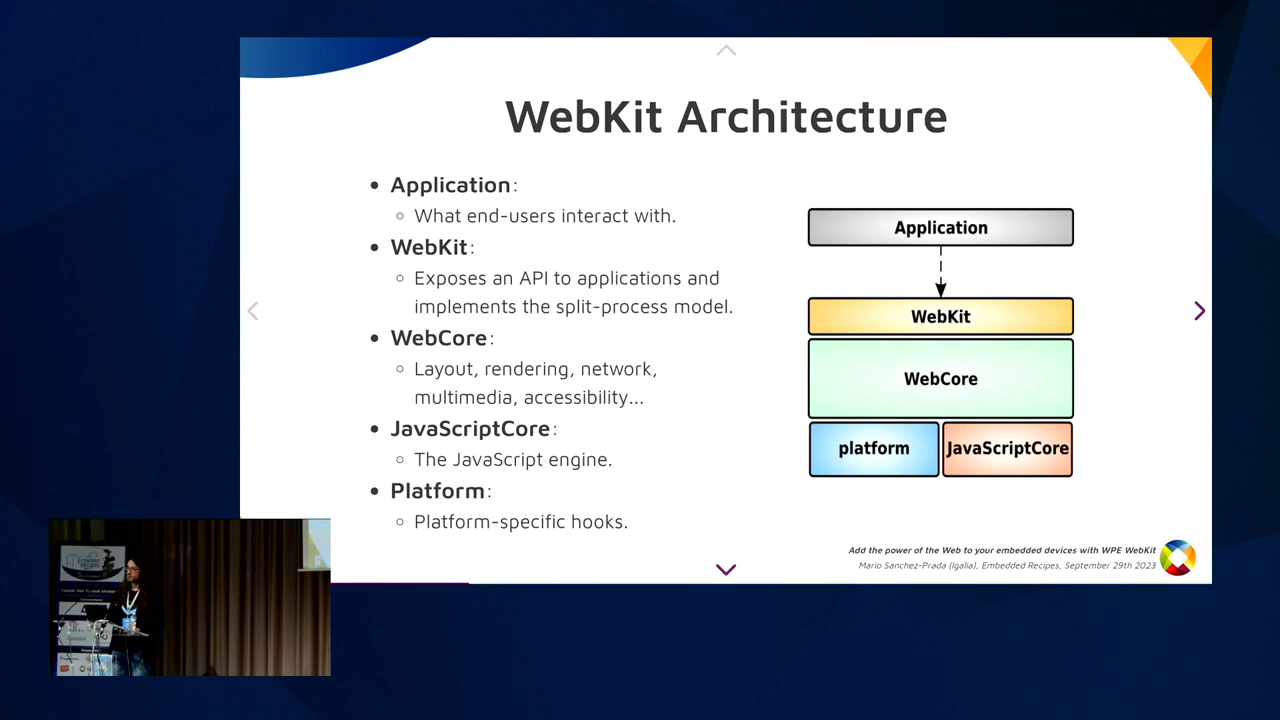 WebKit Architecture
Application:
What end-users interact with.
WebKit:
Exposes an API to applications and
implements the split-process model.
WebCore:
Layout, rendering, network,
multimedia, accessibility...
JavaScriptCore:
The JavaScript engine.
Platform:
Platform-specific hooks.
Application
WebKit
WebCore
platform
JavaScriptCore
Add the power of the Web to your embedded devices with WPE WebKit
Mario Sánchez-Prada (Igalia), Embedded Recipes, September 29th 2023
Embedded
RECIPES